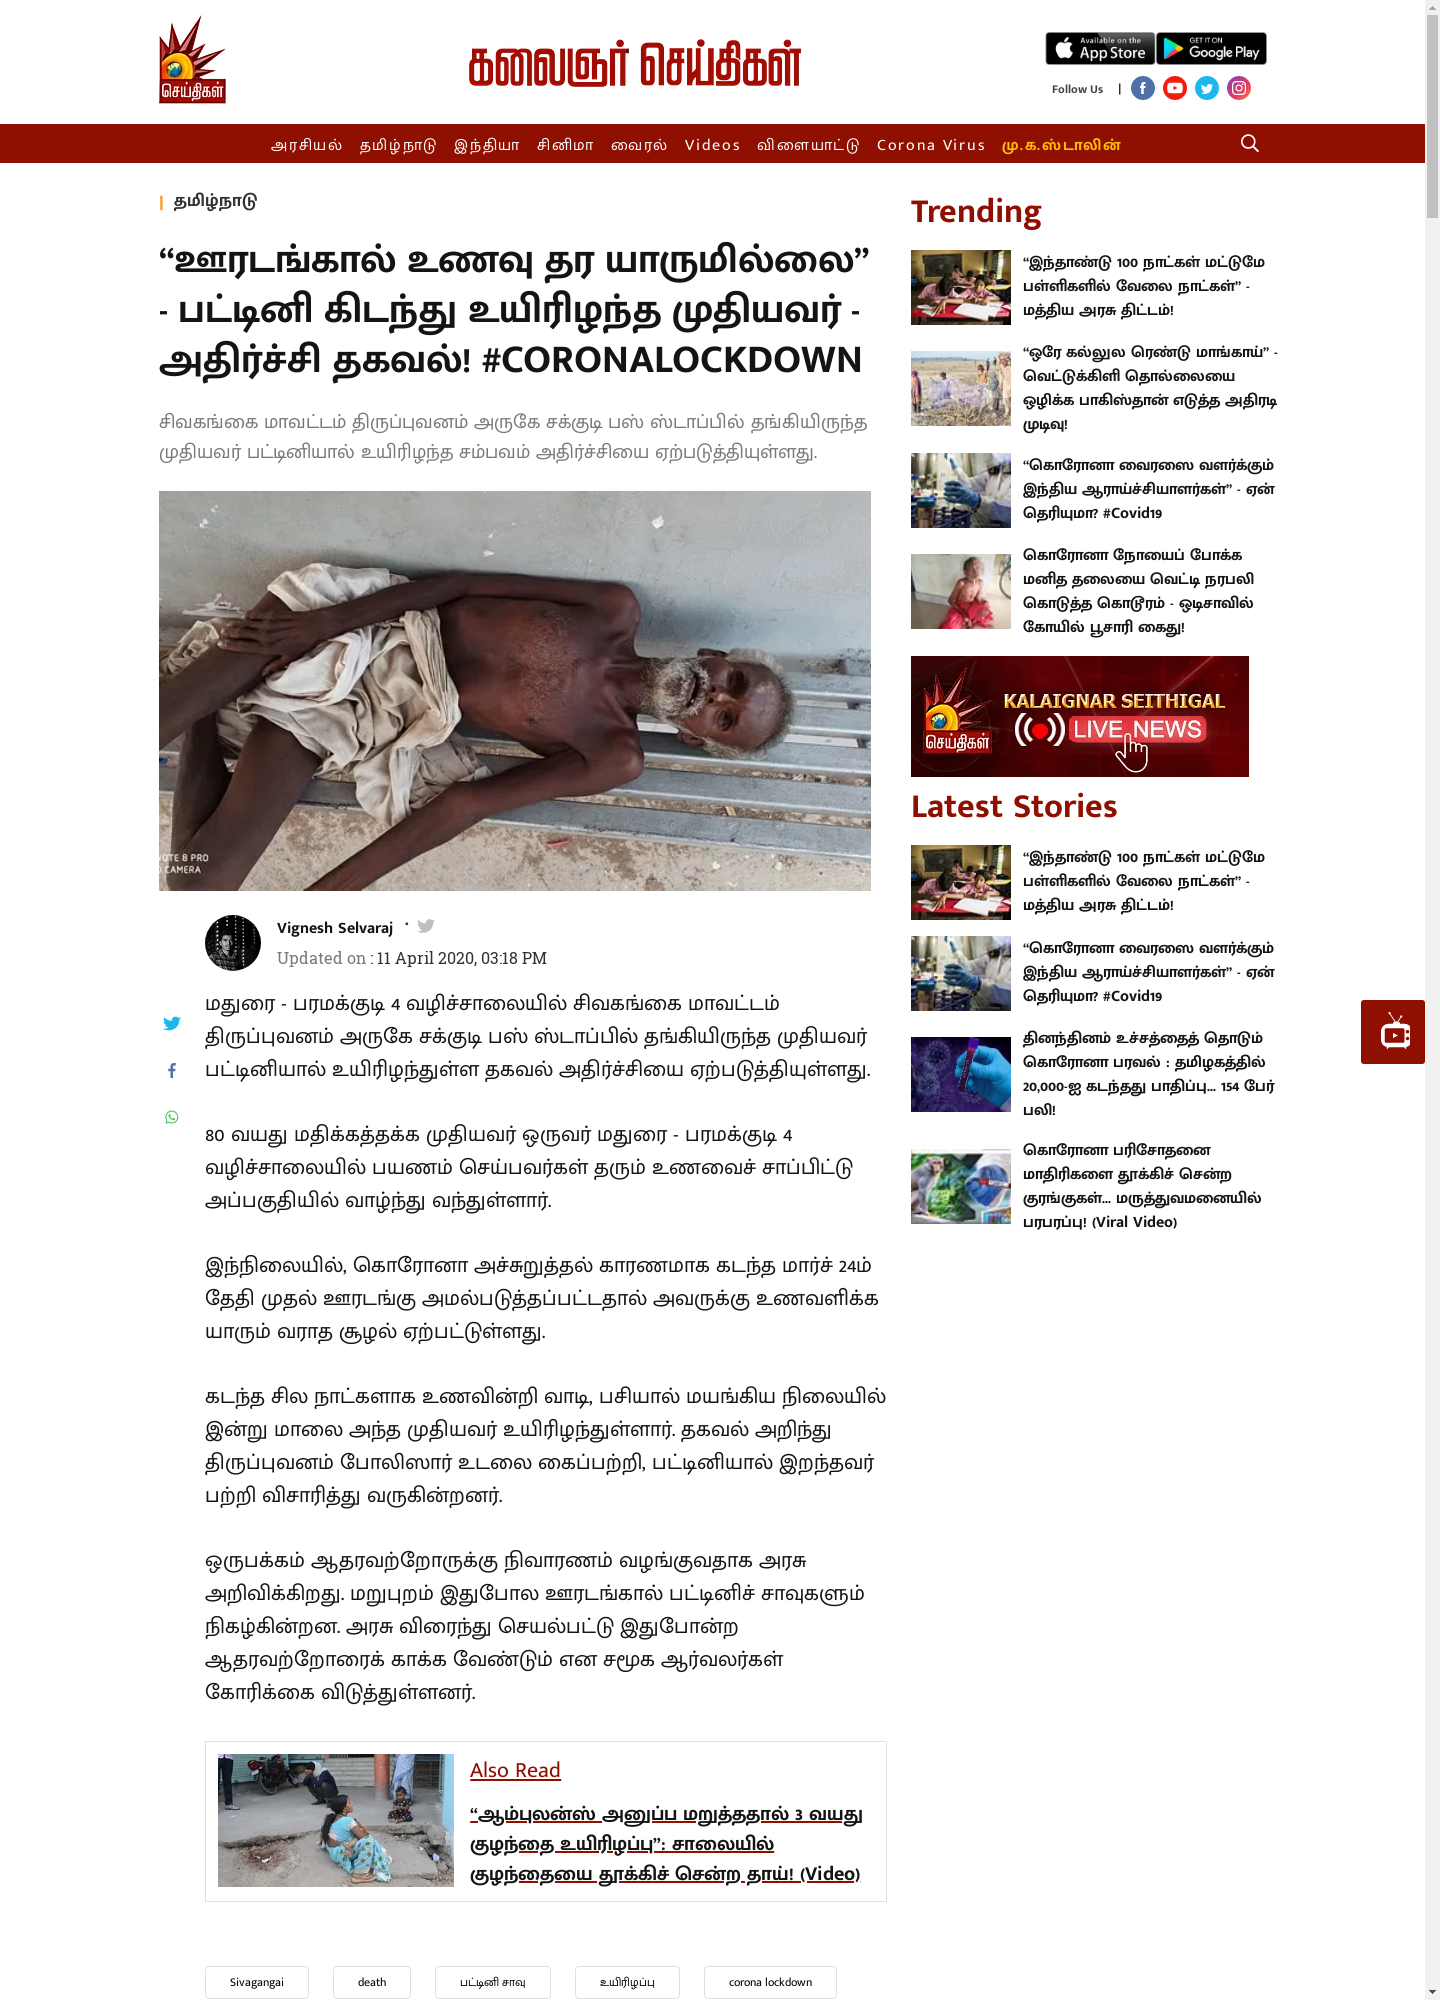 செய்திகள்
கலைஞர் செய்திகள்
Available on the App Store
GET IT ON Google Play
Follow Us |
அரசியல் தமிழ்நாடு இந்தியா சினிமா வைரல் Videos விளையாட்டு Corona Virus மு.க.ஸ்டாலின்
தமிழ்நாடு
“ஊரடங்கால் உணவு தர யாருமில்லை”
- பட்டினி கிடந்து உயிரிழந்த முதியவர் -
அதிர்ச்சி தகவல்! #CORONALOCKDOWN
சிவகங்கை மாவட்டம் திருப்புவனம் அருகே சக்குடி பஸ் ஸ்டாப்பில் தங்கியிருந்த
முதியவர் பட்டினியால் உயிரிழந்த சம்பவம் அதிர்ச்சியை ஏற்படுத்தியுள்ளது.
NOTE 8 PRO
CAMERA
Vignesh Selvaraj
Updated on : 11 April 2020, 03:18 PM
மதுரை - பரமக்குடி 4 வழிச்சாலையில் சிவகங்கை மாவட்டம்
திருப்புவனம் அருகே சக்குடி பஸ் ஸ்டாப்பில் தங்கியிருந்த முதியவர்
பட்டினியால் உயிரிழந்துள்ள தகவல் அதிர்ச்சியை ஏற்படுத்தியுள்ளது.
80 வயது மதிக்கத்தக்க முதியவர் ஒருவர் மதுரை - பரமக்குடி 4
வழிச்சாலையில் பயணம் செய்பவர்கள் தரும் உணவைச் சாப்பிட்டு
அப்பகுதியில் வாழ்ந்து வந்துள்ளார்.
இந்நிலையில், கொரோனா அச்சுறுத்தல் காரணமாக கடந்த மார்ச் 24ம்
தேதி முதல் ஊரடங்கு அமல்படுத்தப்பட்டதால் அவருக்கு உணவளிக்க
யாரும் வராத சூழல் ஏற்பட்டுள்ளது.
கடந்த சில நாட்களாக உணவின்றி வாடி, பசியால் மயங்கிய நிலையில்
இன்று மாலை அந்த முதியவர் உயிரிழந்துள்ளார். தகவல் அறிந்து
திருப்புவனம் போலிஸார் உடலை கைப்பற்றி, பட்டினியால் இறந்தவர்
பற்றி விசாரித்து வருகின்றனர்.
ஒருபக்கம் ஆதரவற்றோருக்கு நிவாரணம் வழங்குவதாக அரசு
அறிவிக்கிறது. மறுபுறம் இதுபோல ஊரடங்கால் பட்டினிச் சாவுகளும்
நிகழ்கின்றன. அரசு விரைந்து செயல்பட்டு இதுபோன்ற
ஆதரவற்றோரைக் காக்க வேண்டும் என சமூக ஆர்வலர்கள்
கோரிக்கை விடுத்துள்ளனர்.
Also Read
“ஆம்புலன்ஸ் அனுப்ப மறுத்ததால் 3 வயது
குழந்தை உயிரிழப்பு”: சாலையில்
குழந்தையை தூக்கிச் சென்ற தாய்! (Video)
Sivagangai
death
பட்டினி சாவு
உயிரிழப்பு
corona lockdown
Trending
“இந்தாண்டு 100 நாட்கள் மட்டுமே
பள்ளிகளில் வேலை நாட்கள்” -
மத்திய அரசு திட்டம்!
“ஒரே கல்லுல ரெண்டு மாங்காய்” -
வெட்டுக்கிளி தொல்லையை
ஒழிக்க பாகிஸ்தான் எடுத்த அதிரடி
முடிவு!
“கொரோனா வைரஸை வளர்க்கும்
இந்திய ஆராய்ச்சியாளர்கள்” - ஏன்
தெரியுமா? #Covid19
கொரோனா நோயைப் போக்க
மனித தலையை வெட்டி நரபலி
கொடுத்த கொடூரம் - ஒடிசாவில்
கோயில் பூசாரி கைது!
KALAIGNAR SEITHIGAL
செய்திகள்
LIVE NEWS
Latest Stories
“இந்தாண்டு 100 நாட்கள் மட்டுமே
பள்ளிகளில் வேலை நாட்கள்” -
மத்திய அரசு திட்டம்!
“கொரோனா வைரஸை வளர்க்கும்
இந்திய ஆராய்ச்சியாளர்கள்” - ஏன்
தெரியுமா? #Covid19
தினந்தினம் உச்சத்தைத் தொடும்
கொரோனா பரவல் : தமிழகத்தில்
20,000-ஐ கடந்தது பாதிப்பு... 154 பேர்
பலி!
கொரோனா பரிசோதனை
மாதிரிகளை தூக்கிச் சென்ற
குரங்குகள்... மருத்துவமனையில்
பரபரப்பு! (Viral Video)